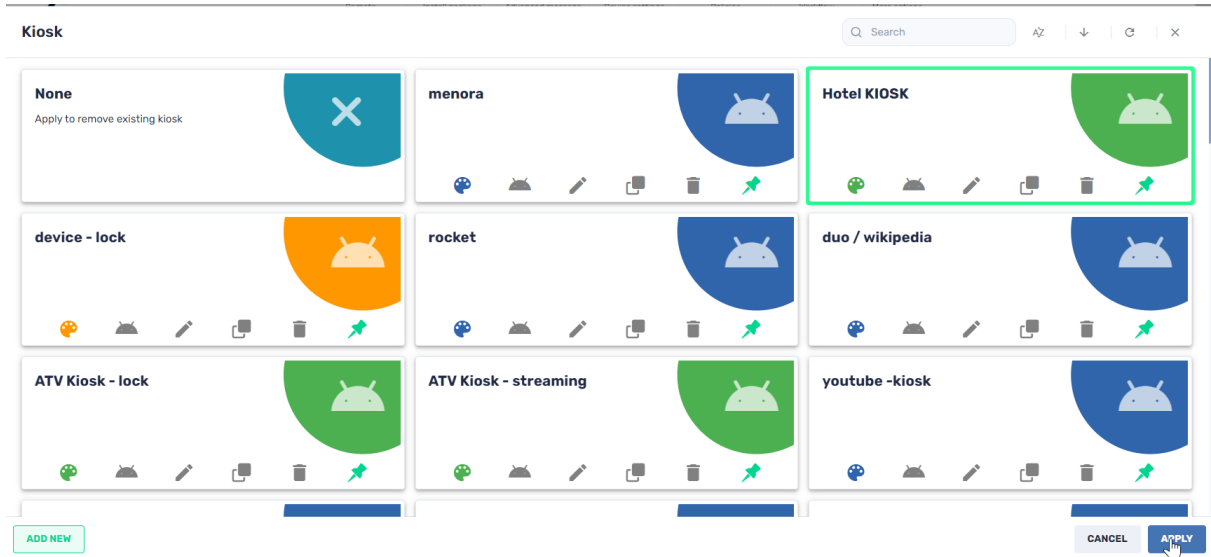 Kiosk
Search
AZ
None
Apply to remove existing kiosk
menora
Hotel KIOSK
device - lock
rocket
duo / wikipedia
ATV Kiosk - lock
ATV Kiosk - streaming
youtube -kiosk
ADD NEW
CANCEL
APPLY